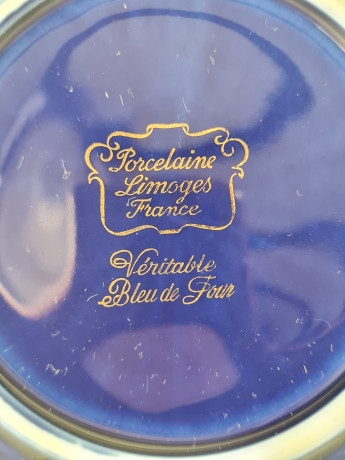 Porcelaine
Limoges
France
Véritable
Bleu de Four